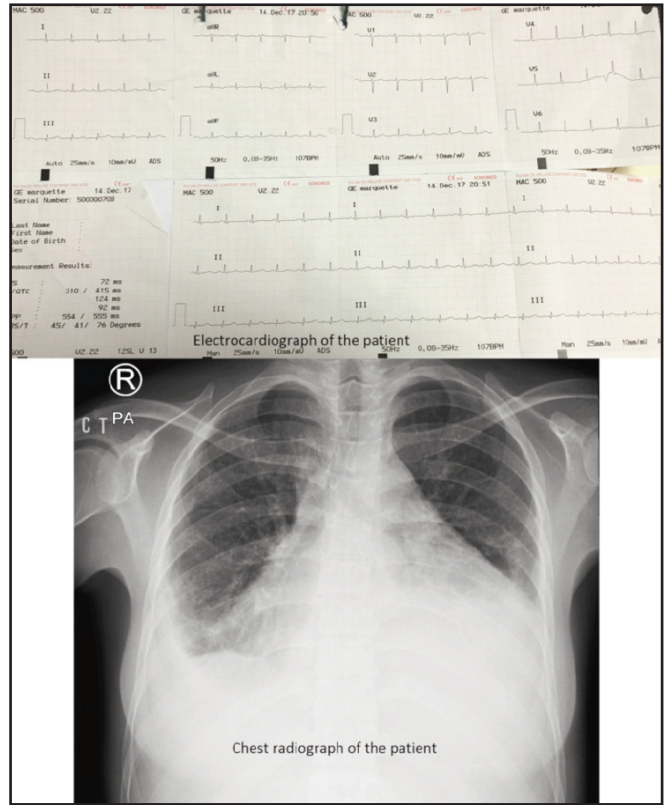 MAC 500 V2.22
I
II
III
Auto 25mm/s 10mm/mV ADS
GE marquette 14.Dec.17 20:50
aVR
aVL
aVF
50Hz 0,08-35Hz 107BPM
MAC 500 V2.22
V1
V2
V3
Auto 25mm/s 10mm/mV ADS
GE marquette
V4
V5
V6
50Hz 0,08-35Hz 107BPM
GE marquette 14.Dec.17
Serial Number: 500000708
Last Name :
First Name :
Date of Birth :
Measurement Results:
72 ms
310 / 415 ms
124 ms
92 ms
PP 554 / 555 ms
45/ 41/ 76 Degrees
V2.22 12SL V 13
MAC 500 V2.22
I
II
III
Man 25mm/s 10mm/mV ADS
GE marquette 14.Dec.17 20:51
I
II
III
50Hz 0,08-35Hz 107BPM
MAC 500 V2.22
I
II
III
Man 25mm/s 10mm/mV ADS
Electrocardiograph of the patient
R
CT PA
Chest radiograph of the patient